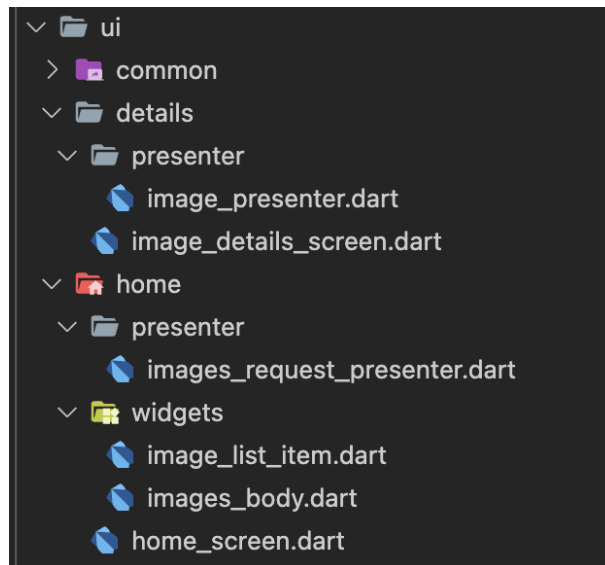 ui
common
details
presenter
image_presenter.dart
image_details_screen.dart
home
presenter
images_request_presenter.dart
widgets
image_list_item.dart
images_body.dart
home_screen.dart